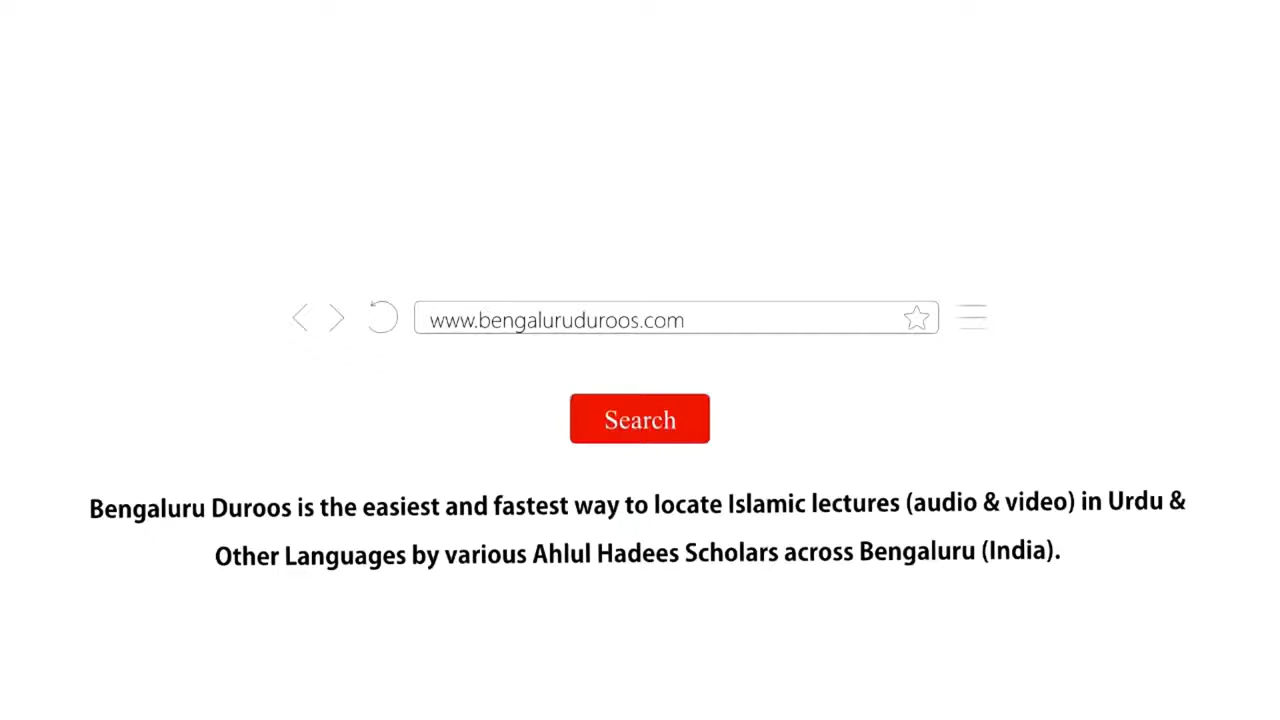 www.bengaluruduroos.com
Search
Bengaluru Duroos is the easiest and fastest way to locate Islamic lectures (audio & video) in Urdu &
Other Languages by various Ahlul Hadees Scholars across Bengaluru (India).